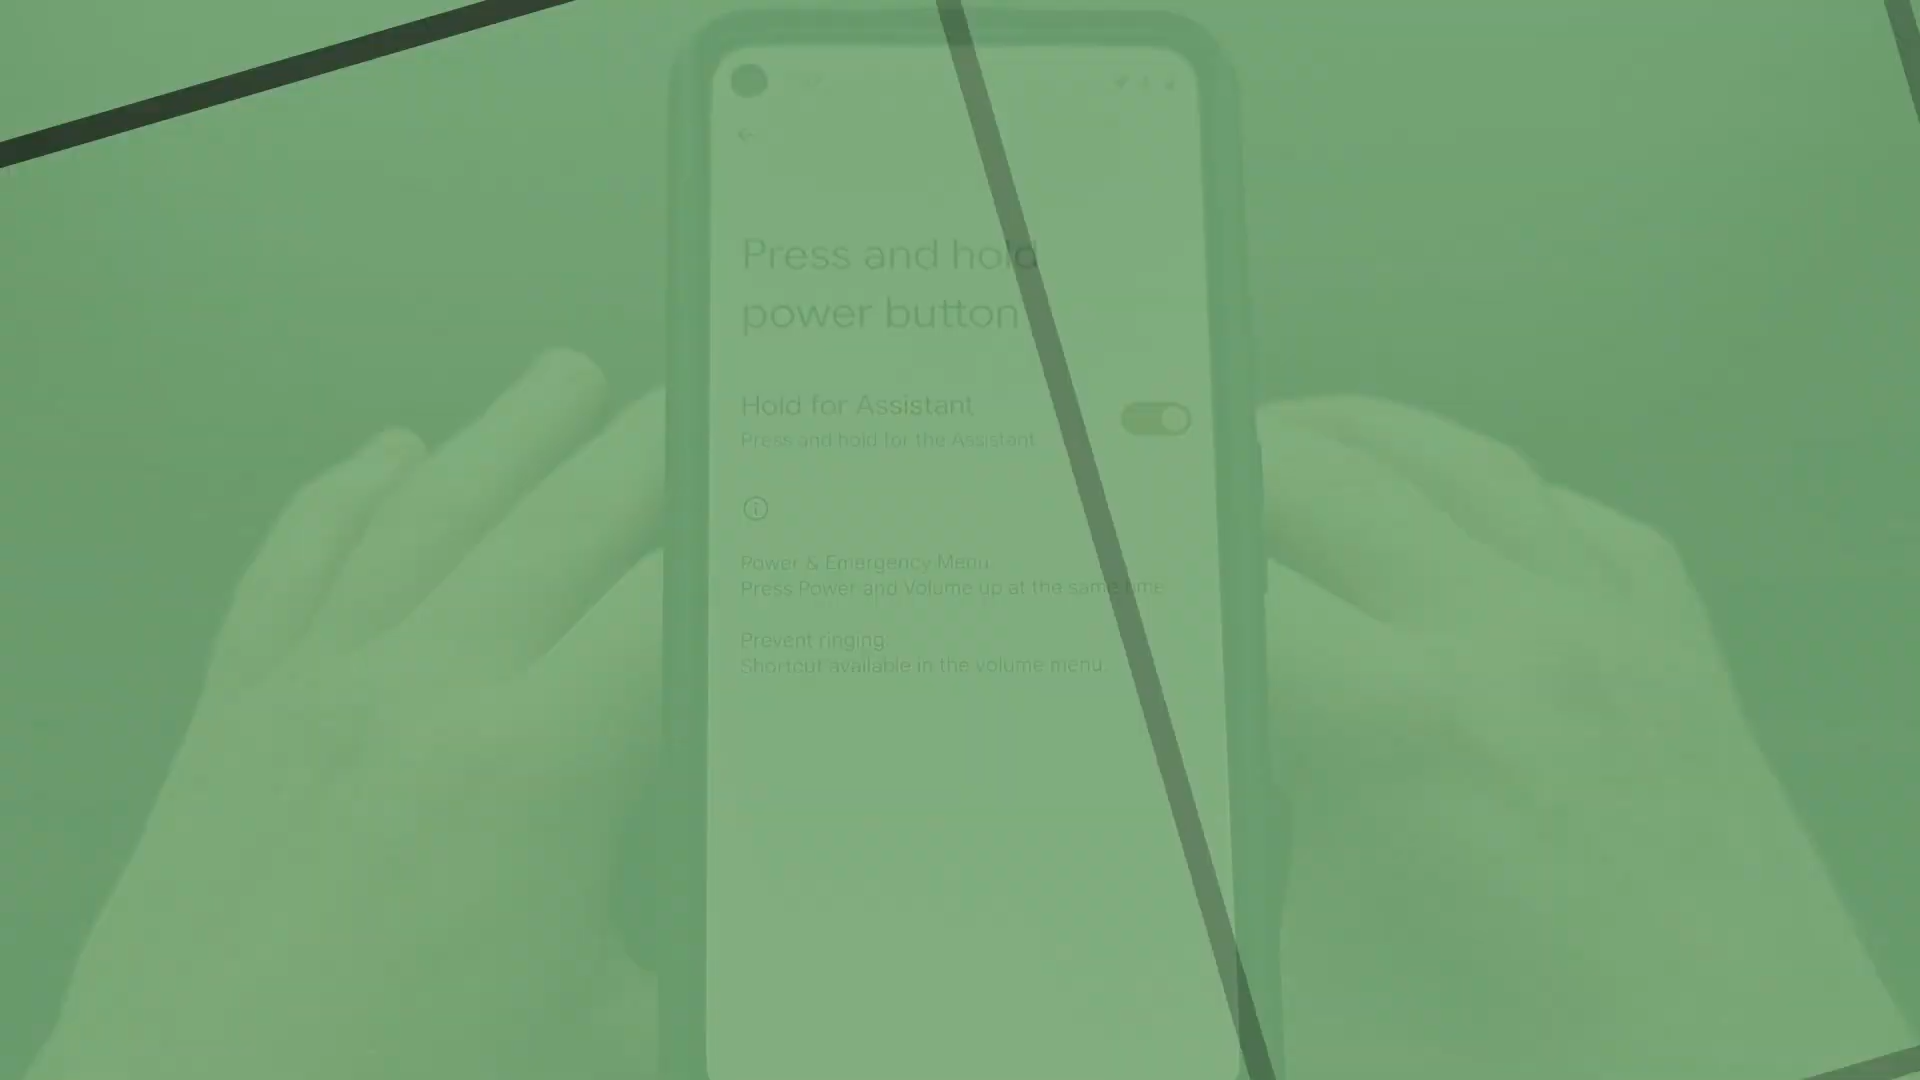 Press and hold
power button
Hold for Assistant
Press and hold for the Assistant
Power & Emergency Menu
Press Power and Volume up at the same time
Prevent ringing
Shortcut available in the volume menu